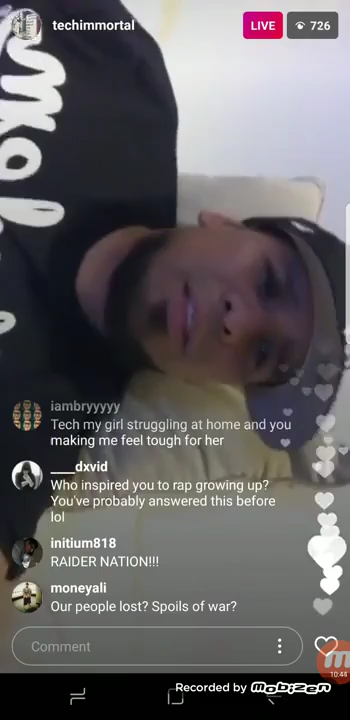 techimmortal
LIVE
726
iambryyyyy
Tech my girl struggling at home and you
making me feel tough for her
____dxvid
Who inspired you to rap growing up?
You've probably answered this before
lol
initium818
RAIDER NATION!!!
moneyali
Our people lost? Spoils of war?
Comment
10:48
Recorded by Mobizen